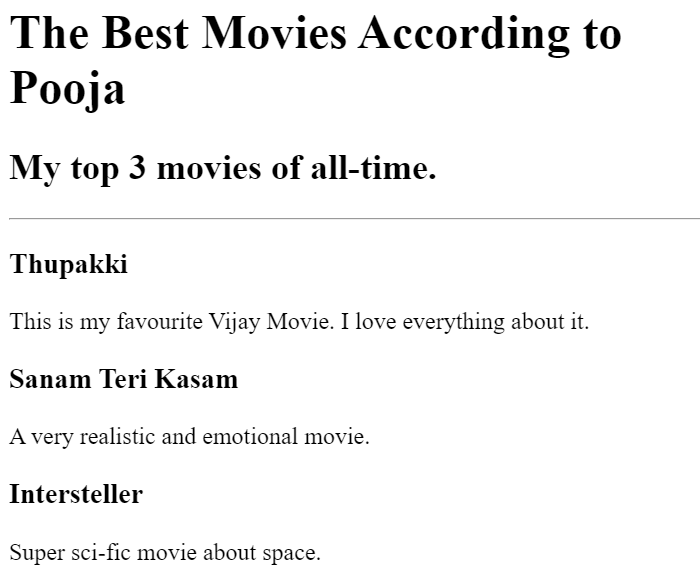 The Best Movies According to
Pooja
My top 3 movies of all-time.
Thupakki
This is my favourite Vijay Movie. I love everything about it.
Sanam Teri Kasam
A very realistic and emotional movie.
Intersteller
Super sci-fic movie about space.